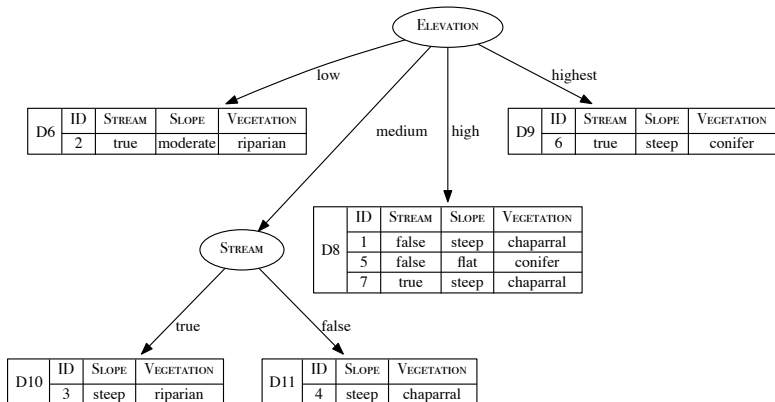 ELEVATION
low
medium
high
highest
D6
ID STREAM SLOPE VEGETATION
2 true moderate riparian
D9
ID STREAM SLOPE VEGETATION
6 true steep conifer
D8
ID STREAM SLOPE VEGETATION
1 false steep chaparral
5 false flat conifer
7 true steep chaparral
STREAM
true
false
D10
ID SLOPE VEGETATION
3 steep riparian
D11
ID SLOPE VEGETATION
4 steep chaparral